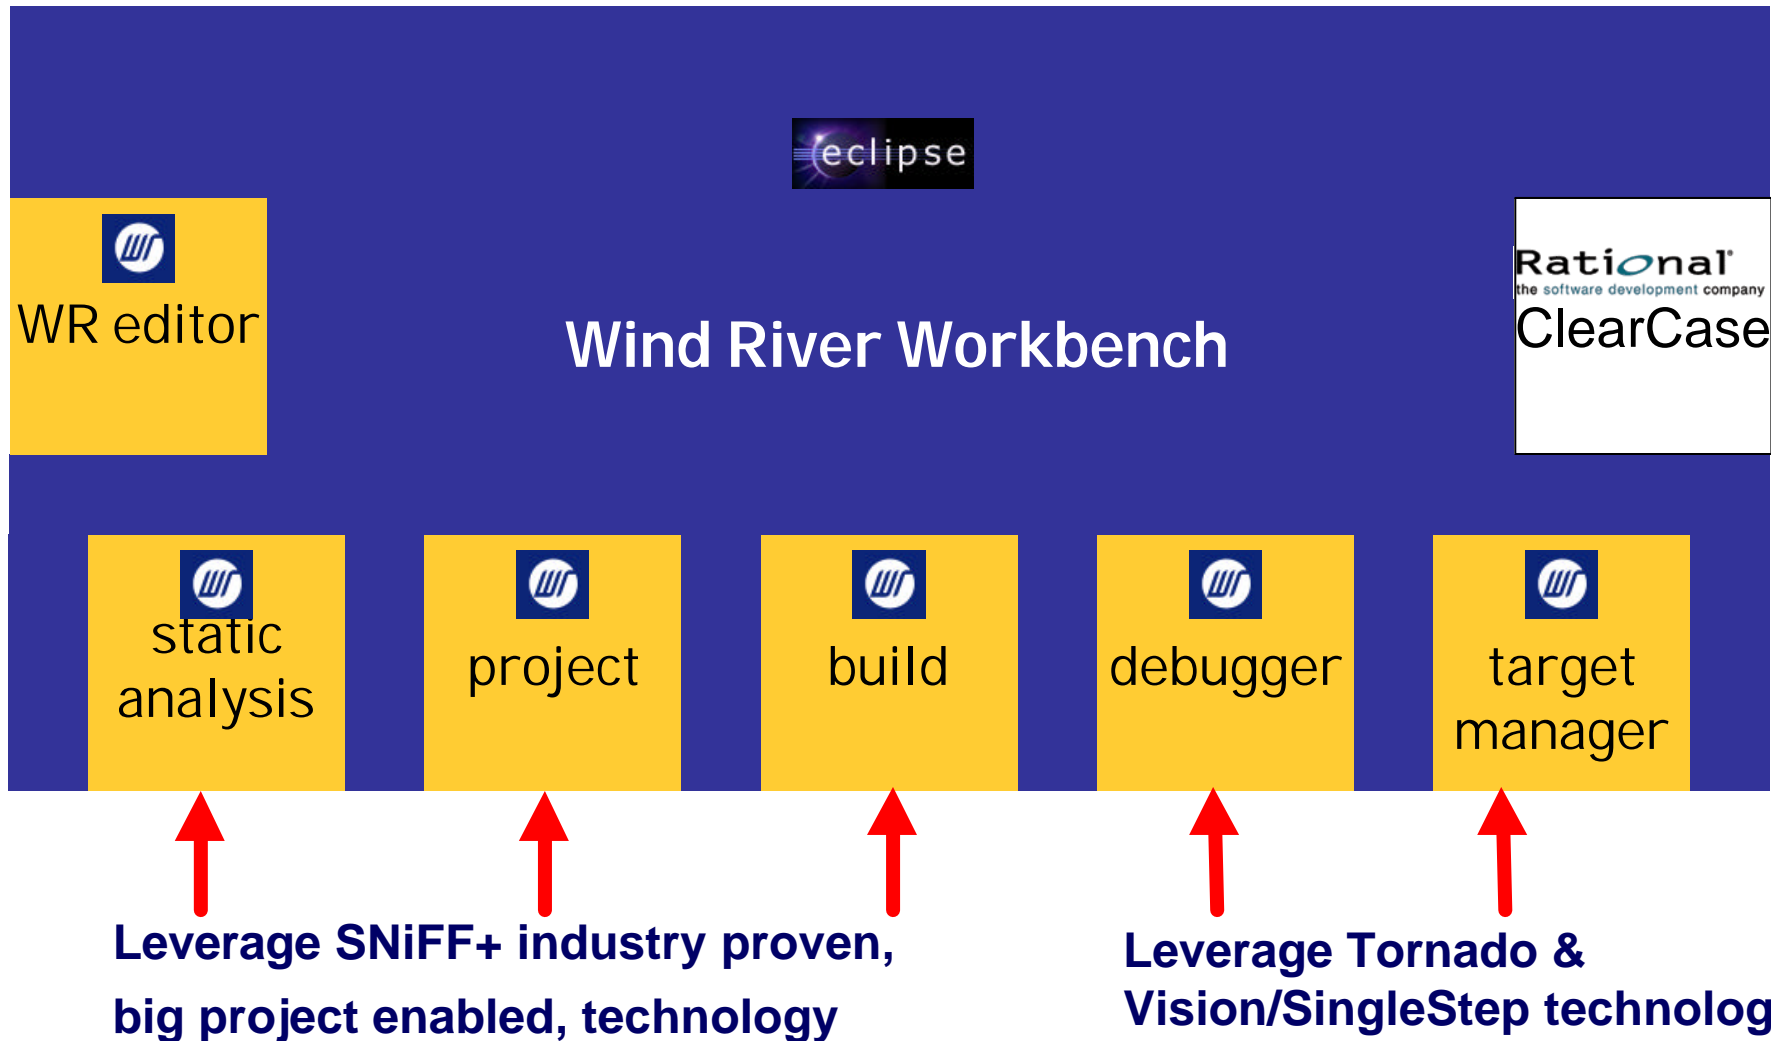 eclipse
WR editor
Wind River Workbench
Rational®
the software development company
ClearCase
static
analysis
project
build
debugger
target
manager
Leverage SNiFF+ industry proven,
big project enabled, technology
Leverage Tornado &
Vision/SingleStep technolog